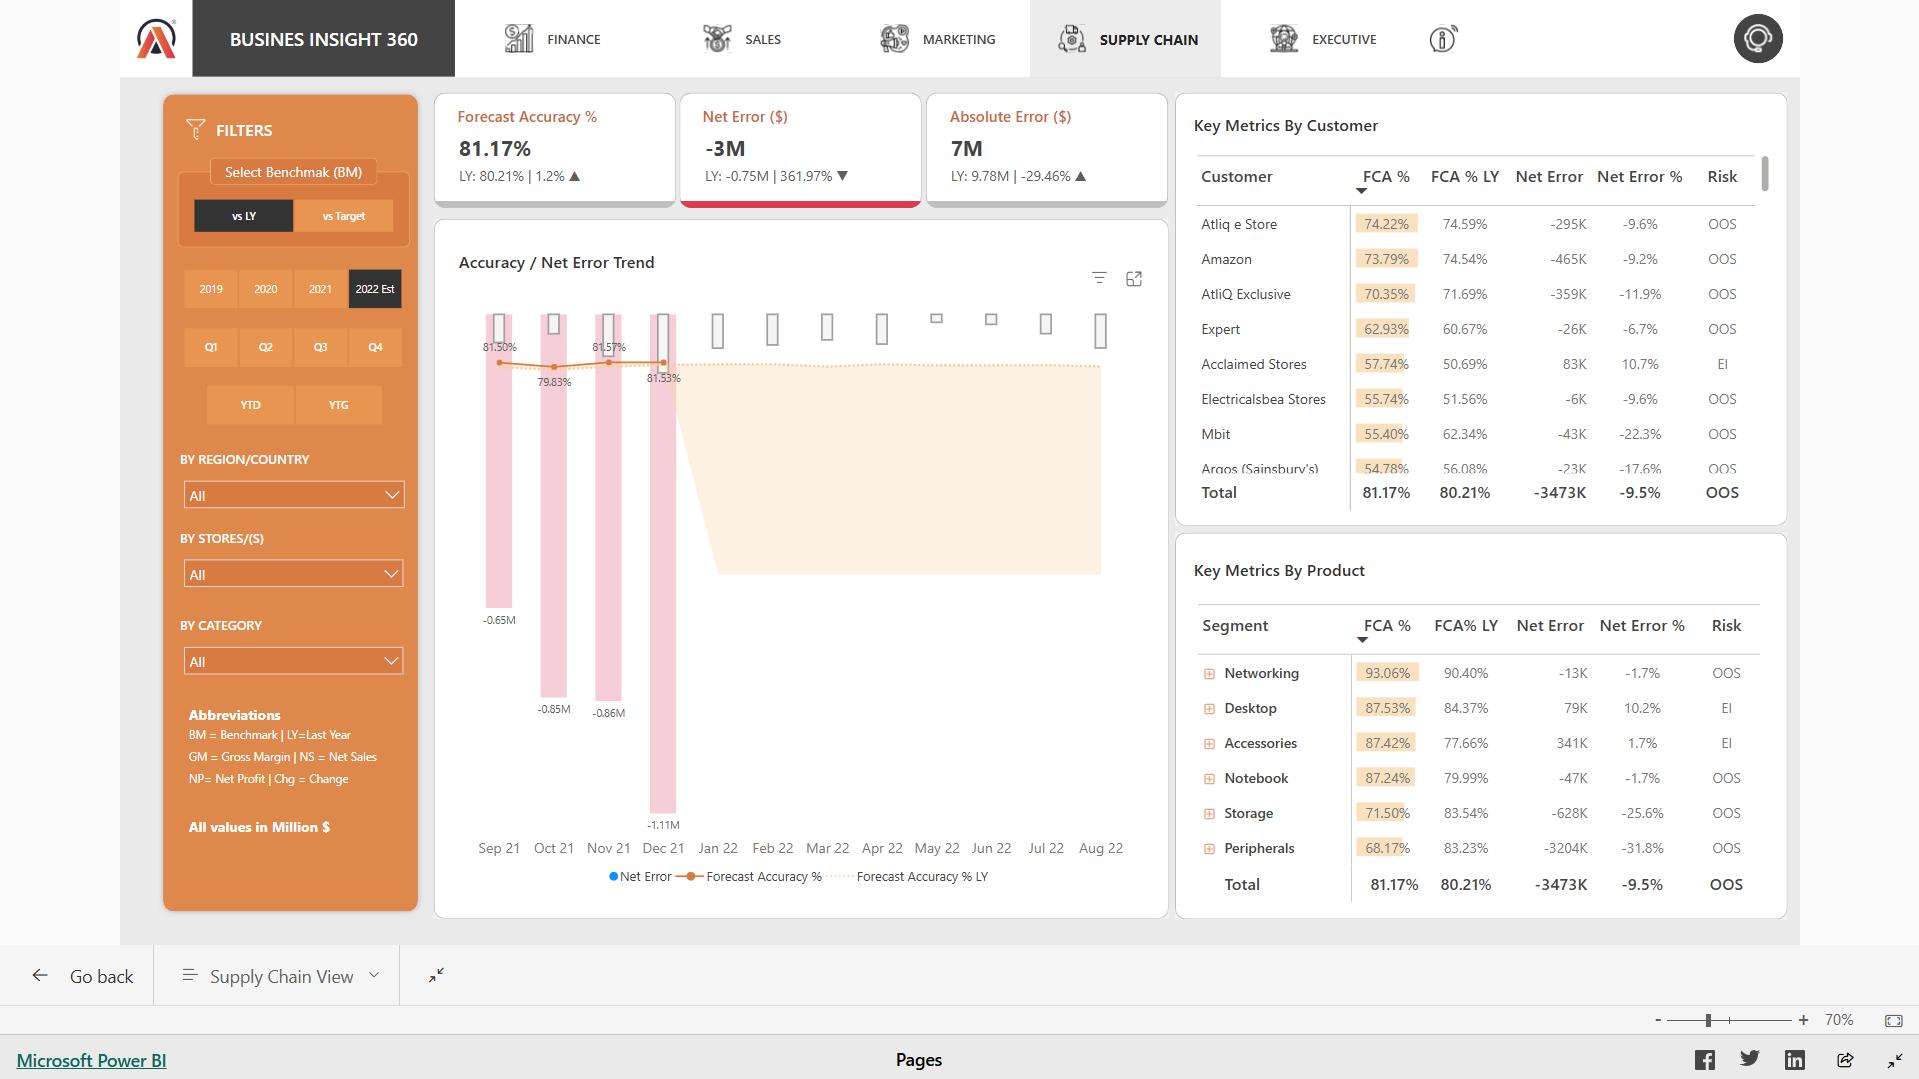 BUSINES INSIGHT 360
FINANCE
SALES
MARKETING
SUPPLY CHAIN
EXECUTIVE
FILTERS
Select Benchmak (BM)
vs LY
vs Target
2019
2020
2021
2022 Est
Q1
Q2
Q3
Q4
YTD
YTG
BY REGION/COUNTRY
All
BY STORES/(S)
All
BY CATEGORY
All
Abbreviations
BM = Benchmark | LY=Last Year
GM = Gross Margin | NS = Net Sales
NP= Net Profit | Chg = Change
All values in Million $
Forecast Accuracy %
81.17%
LY: 80.21% | 1.2% ▲
Net Error ($)
-3M
LY: -0.75M | 361.97% ▼
Absolute Error ($)
7M
LY: 9.78M | -29.46% ▲
Accuracy / Net Error Trend
81.50%
79.83%
81.57%
81.53%
-0.65M
-0.85M
-0.86M
-1.11M
Sep 21 Oct 21 Nov 21 Dec 21 Jan 22 Feb 22 Mar 22 Apr 22 May 22 Jun 22 Jul 22 Aug 22
Net Error Forecast Accuracy % Forecast Accuracy % LY
Key Metrics By Customer
Customer FCA % FCA % LY Net Error Net Error % Risk
Atliq e Store 74.22% 74.59% -295K -9.6% OOS
Amazon 73.79% 74.54% -465K -9.2% OOS
AtliQ Exclusive 70.35% 71.69% -359K -11.9% OOS
Expert 62.93% 60.67% -26K -6.7% OOS
Acclaimed Stores 57.74% 50.69% 83K 10.7% EI
Electricalsbea Stores 55.74% 51.56% -6K -9.6% OOS
Mbit 55.40% 62.34% -43K -22.3% OOS
Argos (Sainsbury's) 54.78% 56.08% -23K -17.6% OOS
Total 81.17% 80.21% -3473K -9.5% OOS
Key Metrics By Product
Segment FCA % FCA% LY Net Error Net Error % Risk
Networking 93.06% 90.40% -13K -1.7% OOS
Desktop 87.53% 84.37% 79K 10.2% EI
Accessories 87.42% 77.66% 341K 1.7% EI
Notebook 87.24% 79.99% -47K -1.7% OOS
Storage 71.50% 83.54% -628K -25.6% OOS
Peripherals 68.17% 83.23% -3204K -31.8% OOS
Total 81.17% 80.21% -3473K -9.5% OOS
Go back
Supply Chain View
- + 70%
Microsoft Power BI
Pages